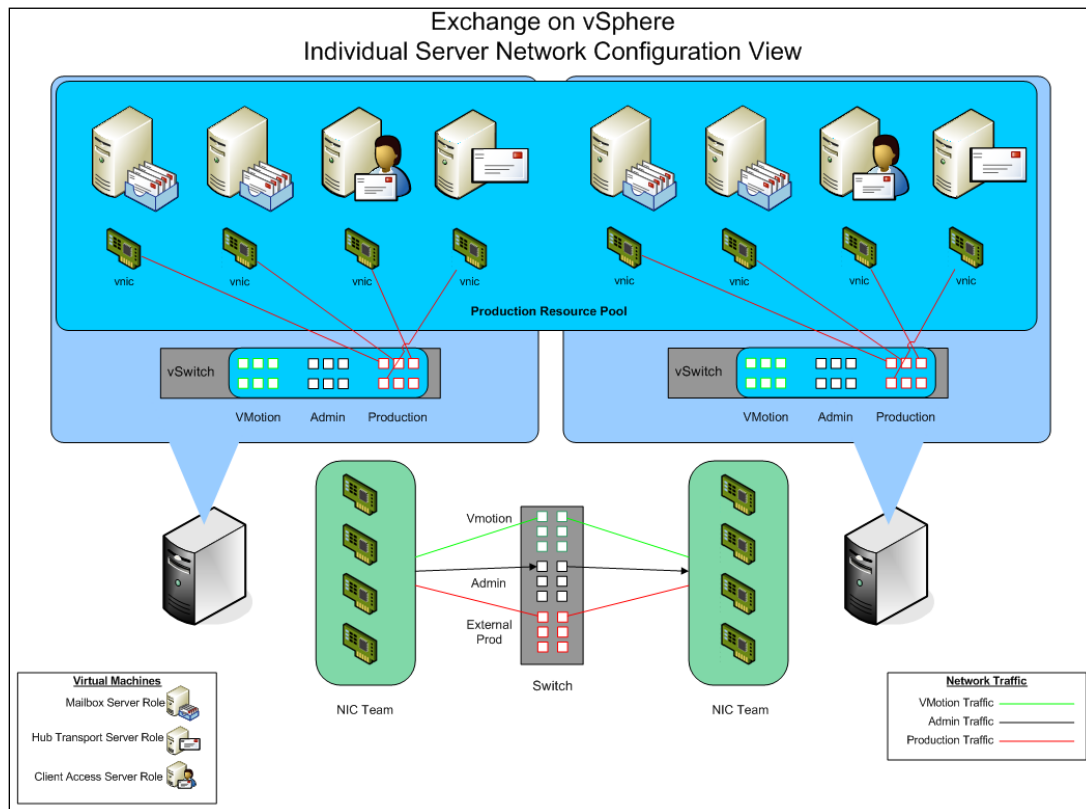 Exchange on vSphere
Individual Server Network Configuration View
vnic
vnic
vnic
vnic
vnic
vnic
vnic
vnic
Production Resource Pool
vSwitch
VMotion
Admin
Production
vSwitch
VMotion
Admin
Production
Vmotion
Admin
External
Prod
Switch
NIC Team
NIC Team
Virtual Machines
Mailbox Server Role
Hub Transport Server Role
Client Access Server Role
Network Traffic
VMotion Traffic
Admin Traffic
Production Traffic